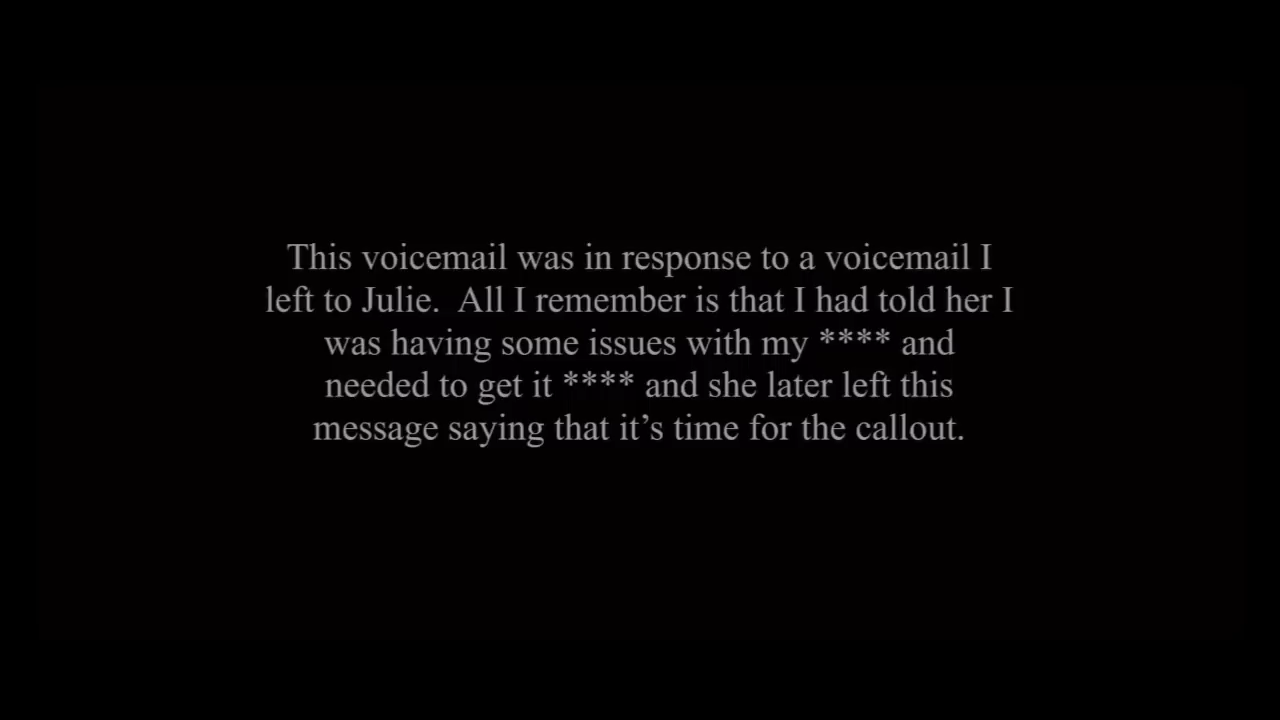 This voicemail was in response to a voicemail I
left to Julie.  All I remember is that I had told her I
was having some issues with my **** and
needed to get it **** and she later left this
message saying that it’s time for the callout.